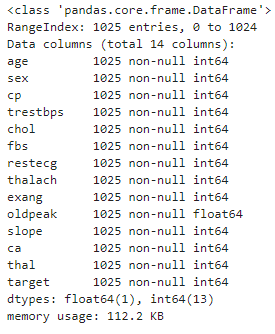 <class 'pandas.core.frame.DataFrame'>
RangeIndex: 1025 entries, 0 to 1024
Data columns (total 14 columns):
age         1025 non-null int64
sex         1025 non-null int64
cp          1025 non-null int64
trestbps    1025 non-null int64
chol        1025 non-null int64
fbs         1025 non-null int64
restecg     1025 non-null int64
thalach     1025 non-null int64
exang       1025 non-null int64
oldpeak     1025 non-null float64
slope       1025 non-null int64
ca          1025 non-null int64
thal        1025 non-null int64
target      1025 non-null int64
dtypes: float64(1), int64(13)
memory usage: 112.2 KB